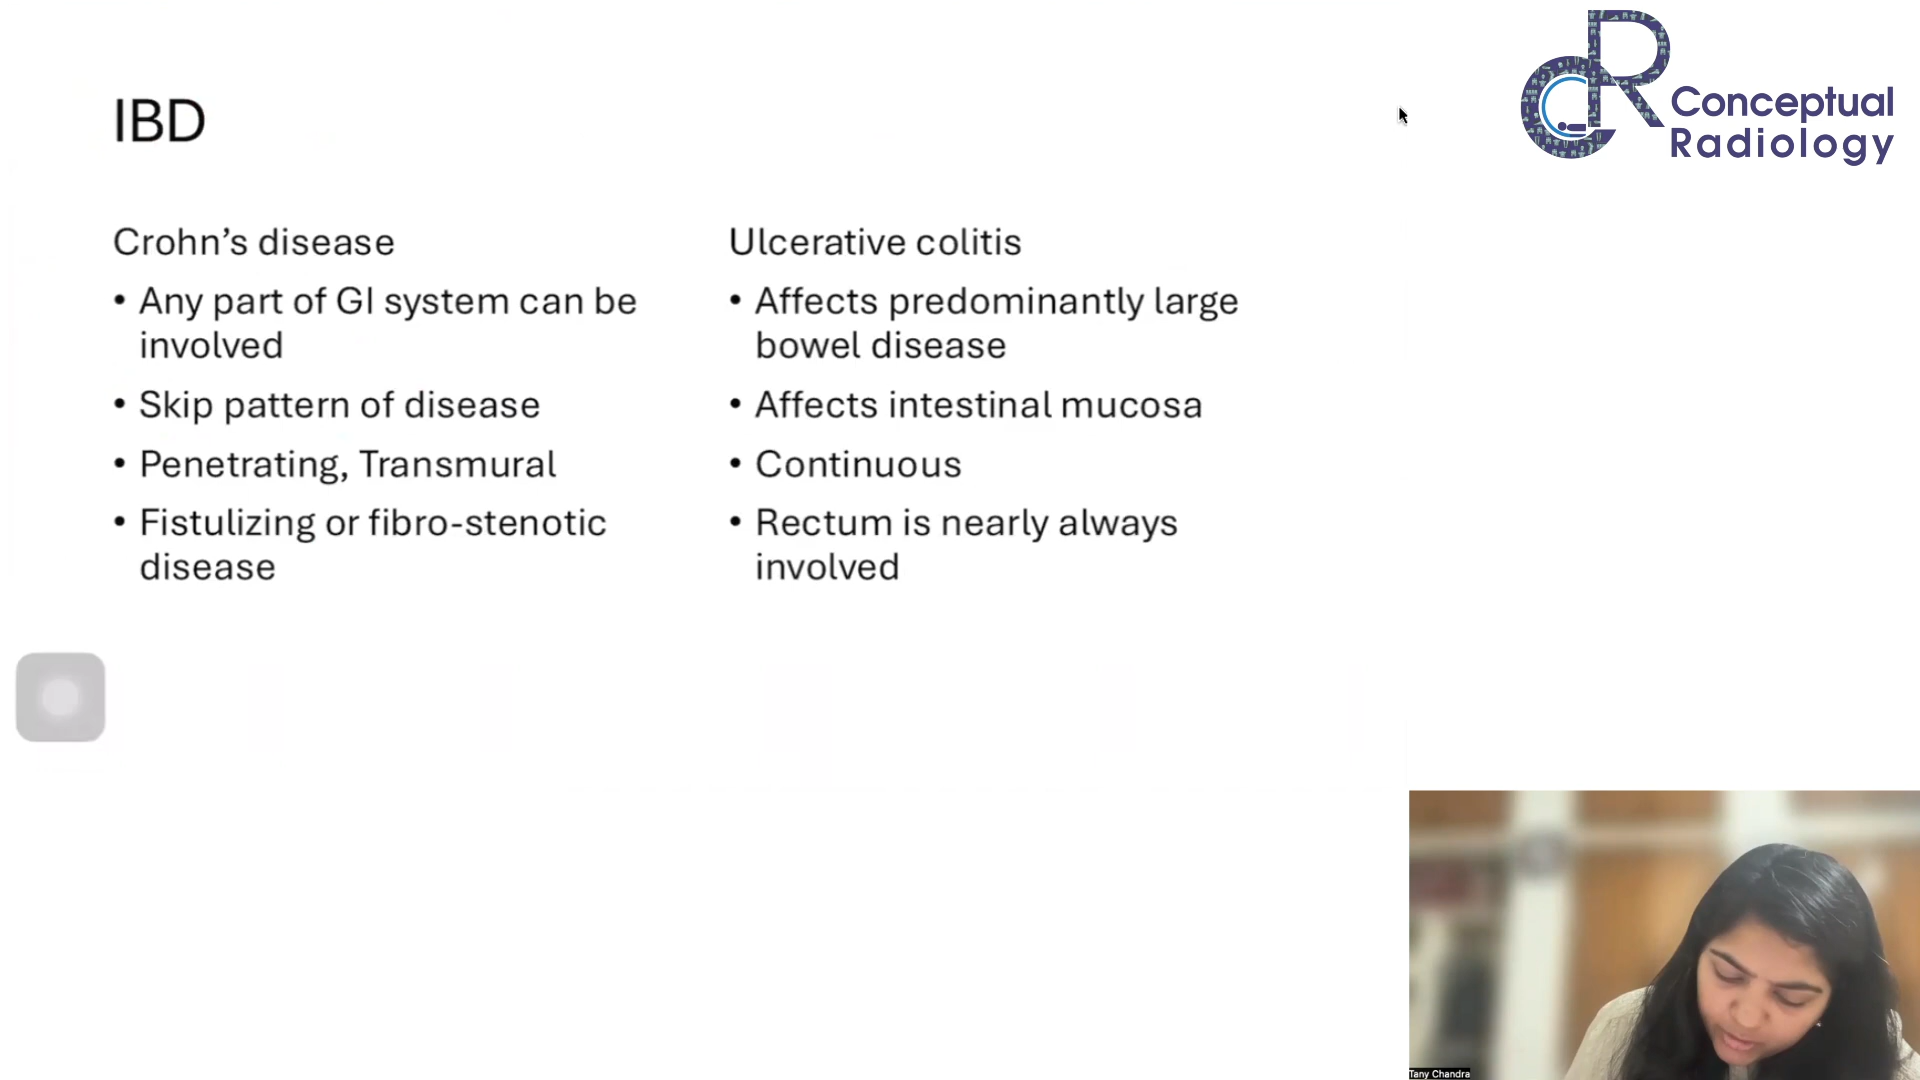 CR Conceptual
Radiology
IBD
Crohn’s disease
• Any part of GI system can be
involved
• Skip pattern of disease
• Penetrating, Transmural
• Fistulizing or fibro-stenotic
disease
Ulcerative colitis
• Affects predominantly large
bowel disease
• Affects intestinal mucosa
• Continuous
• Rectum is nearly always
involved
Tany Chandra